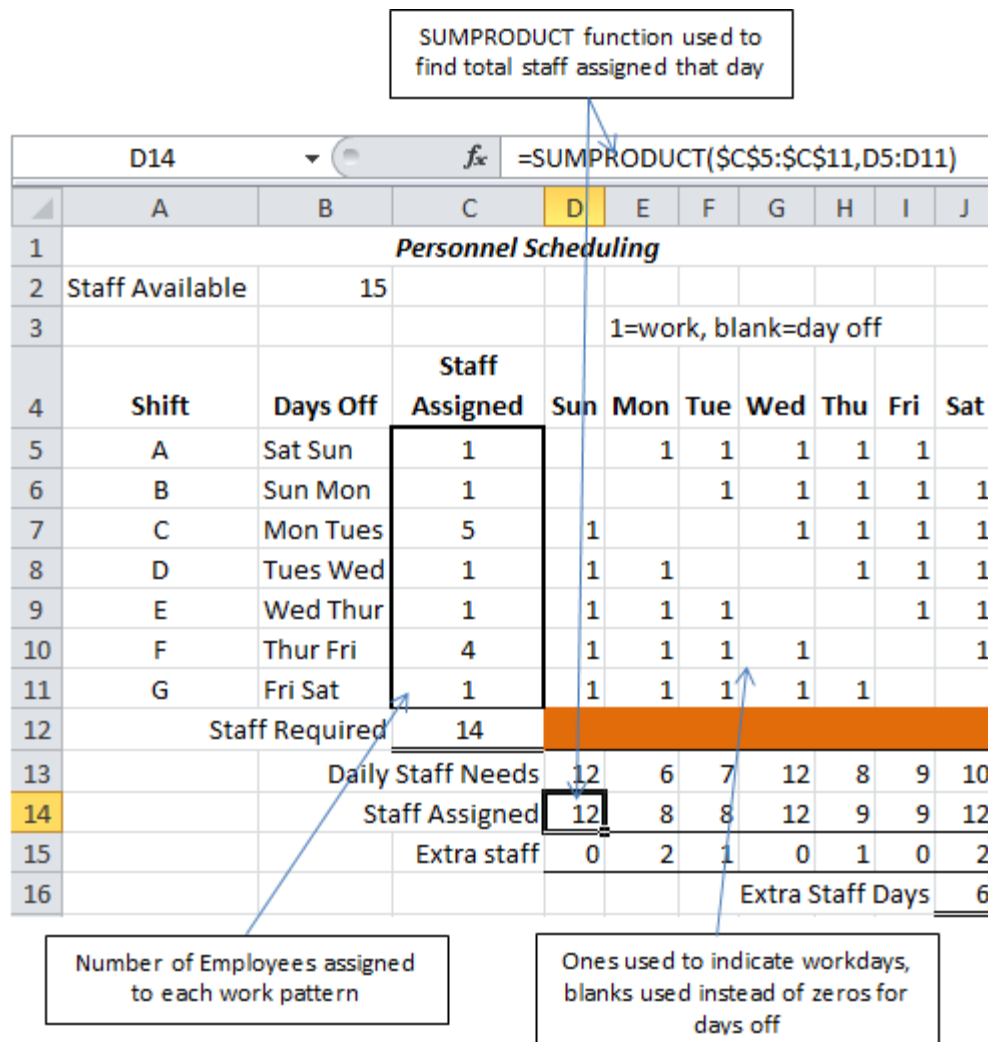 SUMPRODUCT function used to
find total staff assigned that day
D14 fx =SUMPRODUCT($C$5:$C$11,D5:D11)
A B C D E F G H I J
1 Personnel Scheduling
2 Staff Available 15
3 1=work, blank=day off
Staff
4 Shift Days Off Assigned Sun Mon Tue Wed Thu Fri Sat
5 A Sat Sun 1 1 1 1 1 1
6 B Sun Mon 1 1 1 1 1 1
7 C Mon Tues 5 1 1 1 1 1
8 D Tues Wed 1 1 1 1 1 1
9 E Wed Thur 1 1 1 1 1 1
10 F Thur Fri 4 1 1 1 1 1
11 G Fri Sat 1 1 1 1 1 1
12 Staff Required 14
13 Daily Staff Needs 12 6 7 12 8 9 10
14 Staff Assigned 12 8 8 12 9 9 12
15 Extra staff 0 2 1 0 1 0 2
16 Extra Staff Days 6
Number of Employees assigned
to each work pattern
Ones used to indicate workdays,
blanks used instead of zeros for
days off